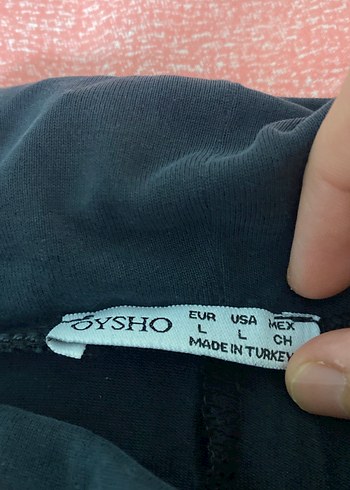 OYSHO
EUR USA MEX
L L CH
MADE IN TURKEY